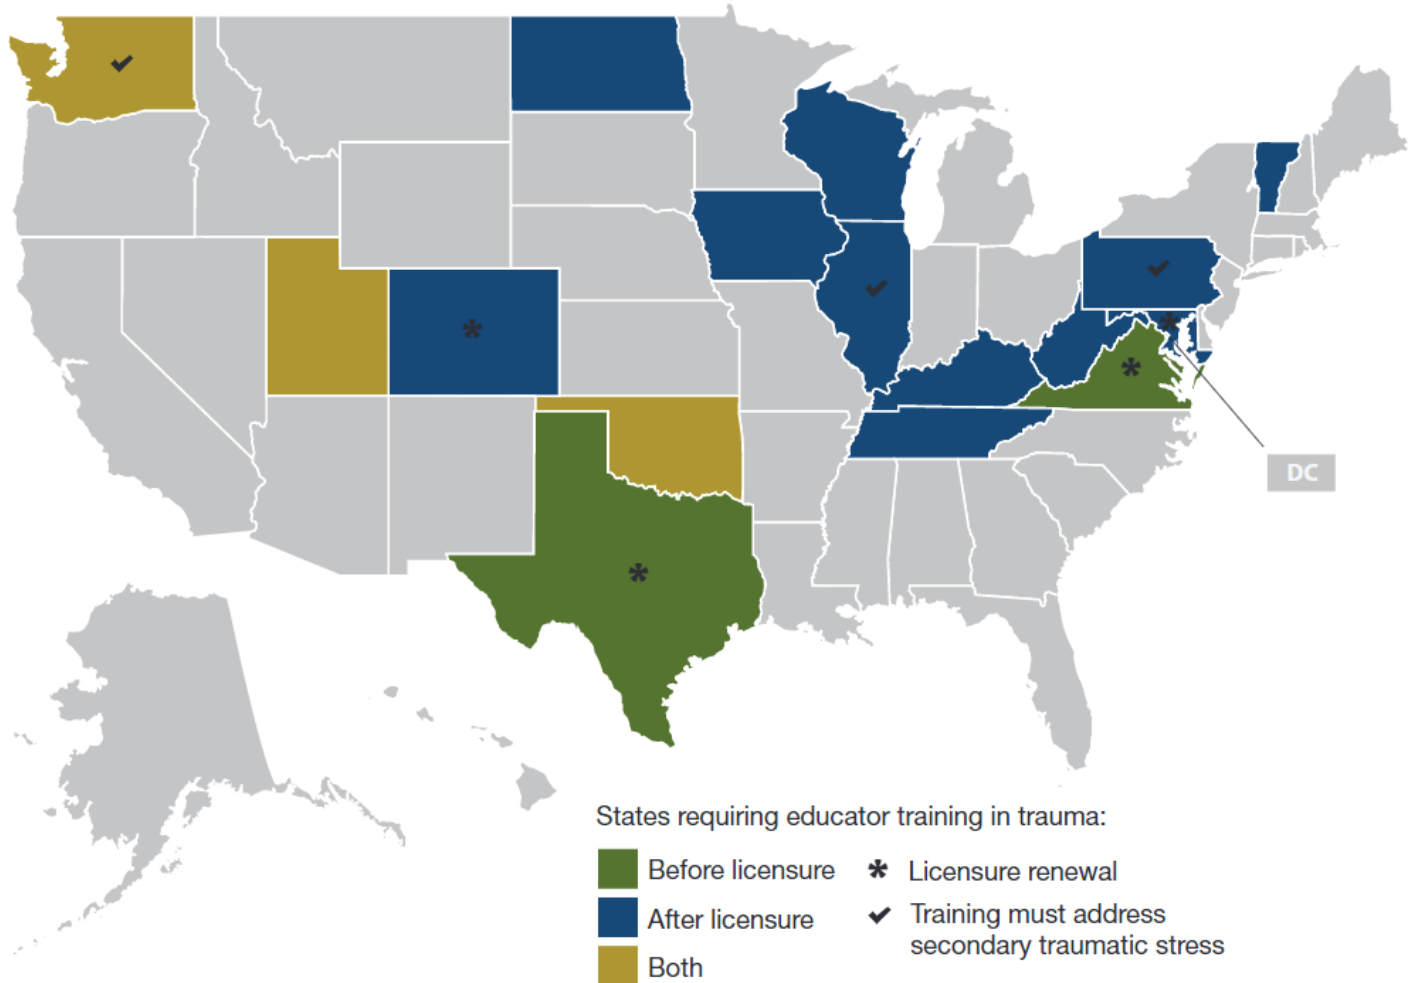 DC
States requiring educator training in trauma:
Before licensure
* Licensure renewal
After licensure
✓ Training must address
secondary traumatic stress
Both